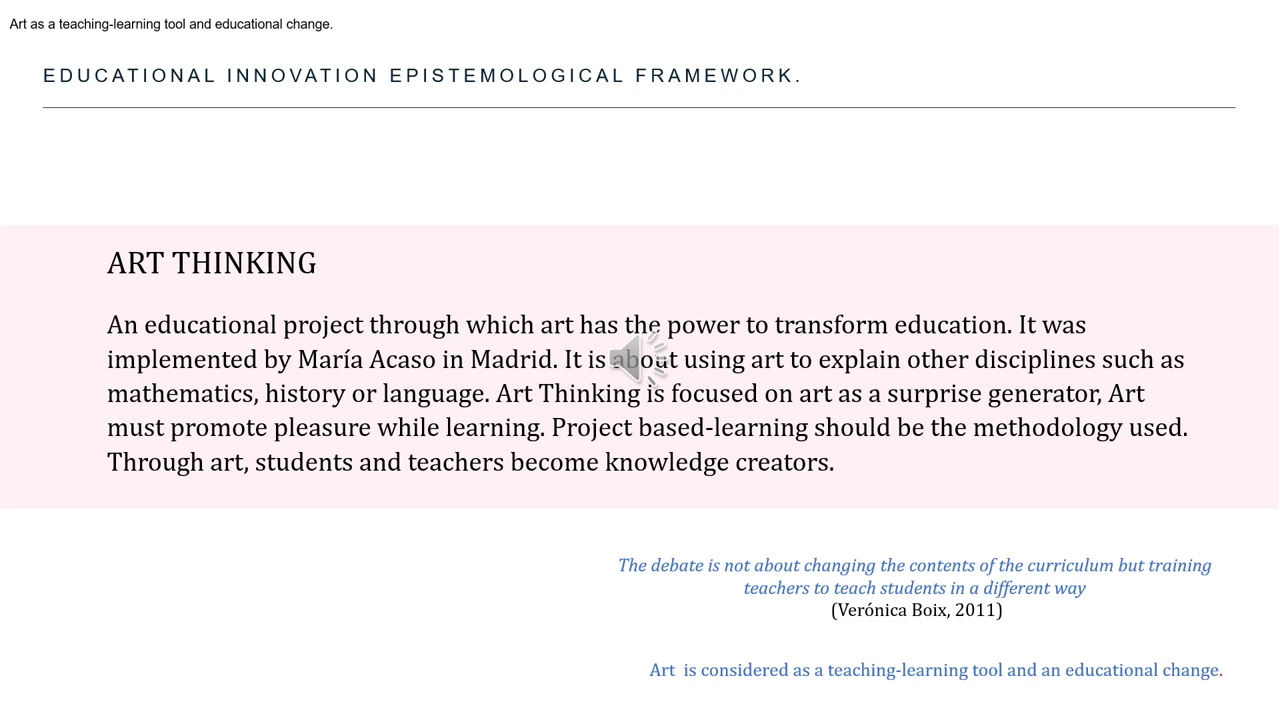 Art as a teaching-learning tool and educational change.
EDUCATIONAL INNOVATION EPISTEMOLOGICAL FRAMEWORK.
ART THINKING
An educational project through which art has the power to transform education. It was
implemented by María Acaso in Madrid. It is about using art to explain other disciplines such as
mathematics, history or language. Art Thinking is focused on art as a surprise generator, Art
must promote pleasure while learning. Project based-learning should be the methodology used.
Through art, students and teachers become knowledge creators.
The debate is not about changing the contents of the curriculum but training
teachers to teach students in a different way
(Verónica Boix, 2011)
Art is considered as a teaching-learning tool and an educational change.